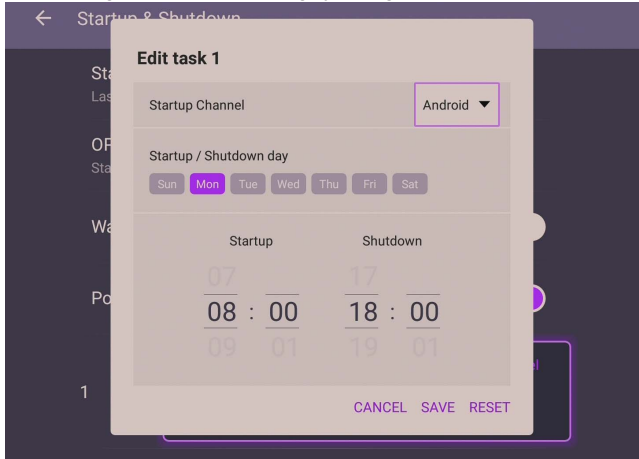 Startup & Shutdown
Edit task 1
Startup Channel
Android
Startup / Shutdown day
Sun Mon Tue Wed Thu Fri Sat
Startup Shutdown
07 17
08 : 00 18 : 00
09 01 19 01
1
CANCEL SAVE RESET